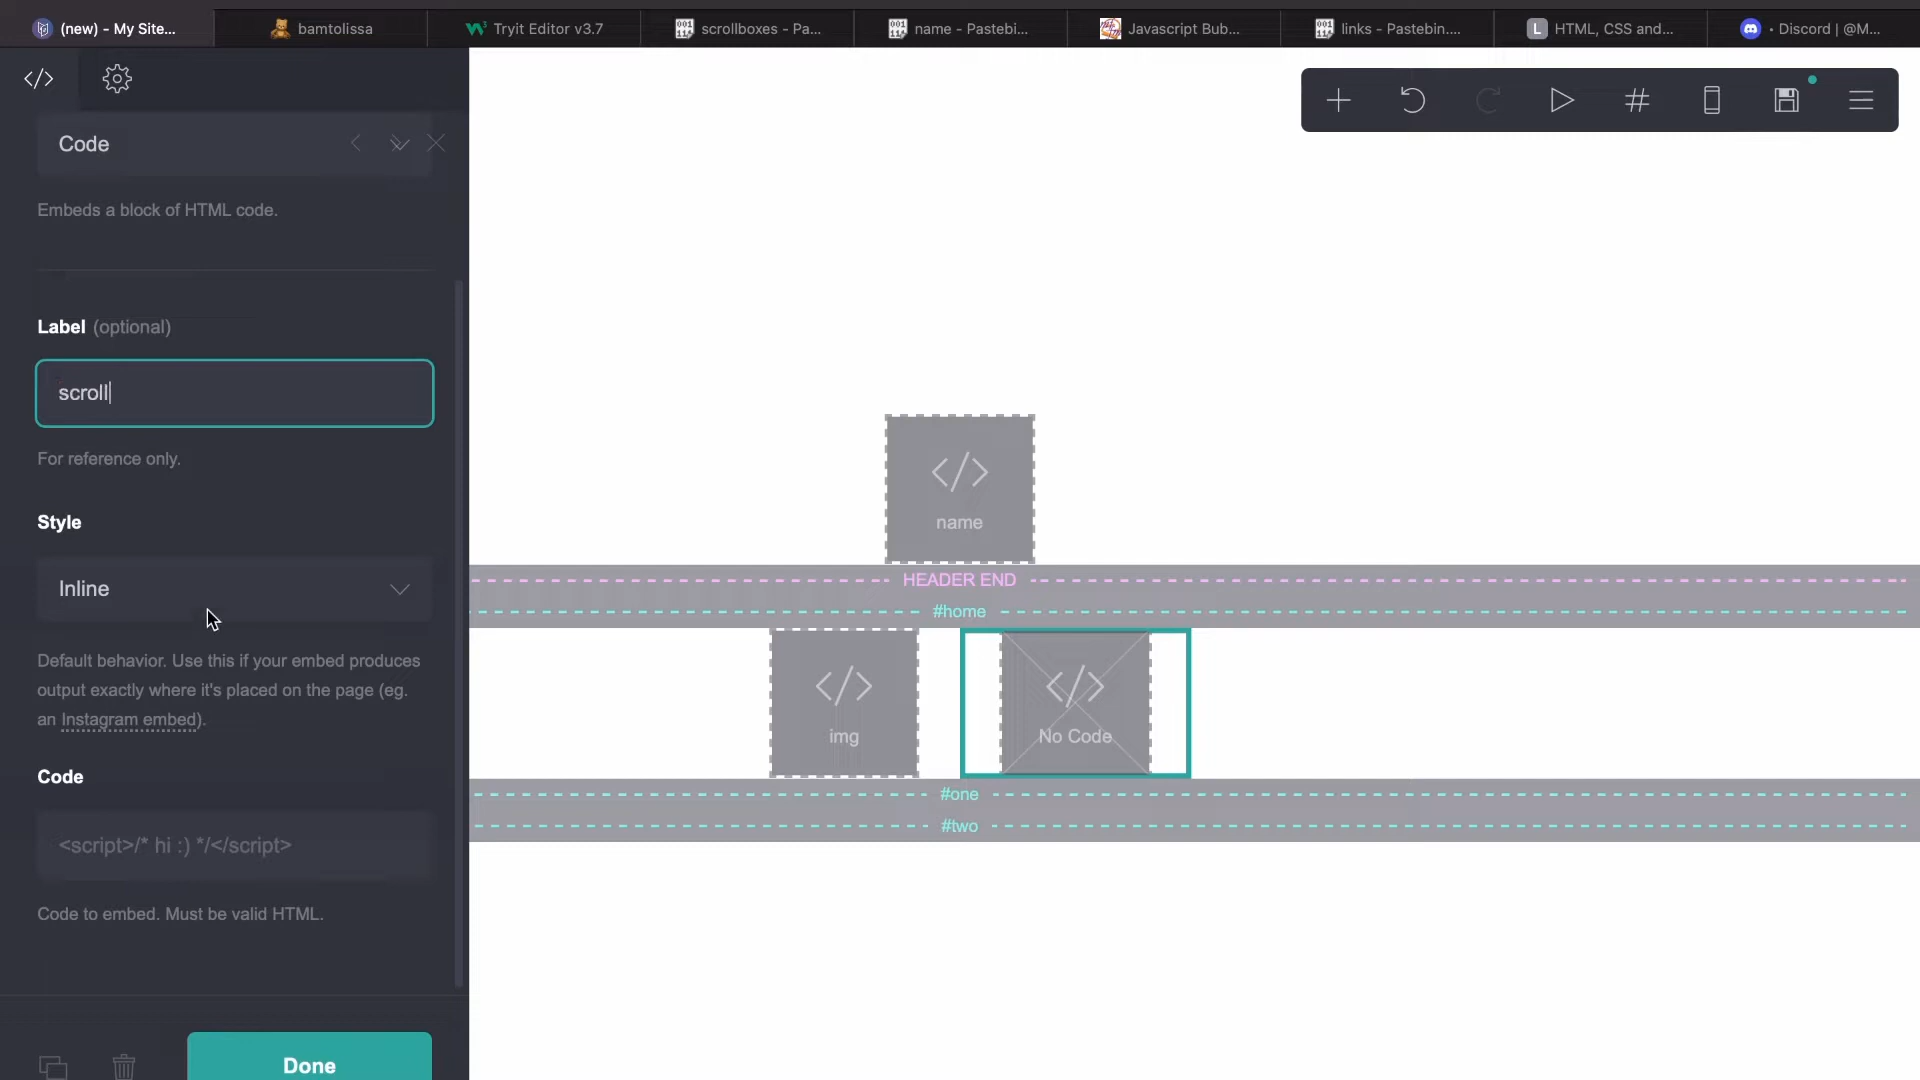 (new) - My Site...
bamtolissa
Tryit Editor v3.7
scrollboxes - Pa...
name - Pastebi...
Javascript Bub...
links - Pastebin....
L HTML, CSS and...
• Discord | @M...
Code
Embeds a block of HTML code.
Label (optional)
scroll
For reference only.
Style
Inline
Default behavior. Use this if your embed produces
output exactly where it's placed on the page (eg.
an Instagram embed).
Code
<script>/* hi :) */</script>
Code to embed. Must be valid HTML.
Done
</>
name
HEADER END
#home
</>
img
</>
No Code
#one
#two